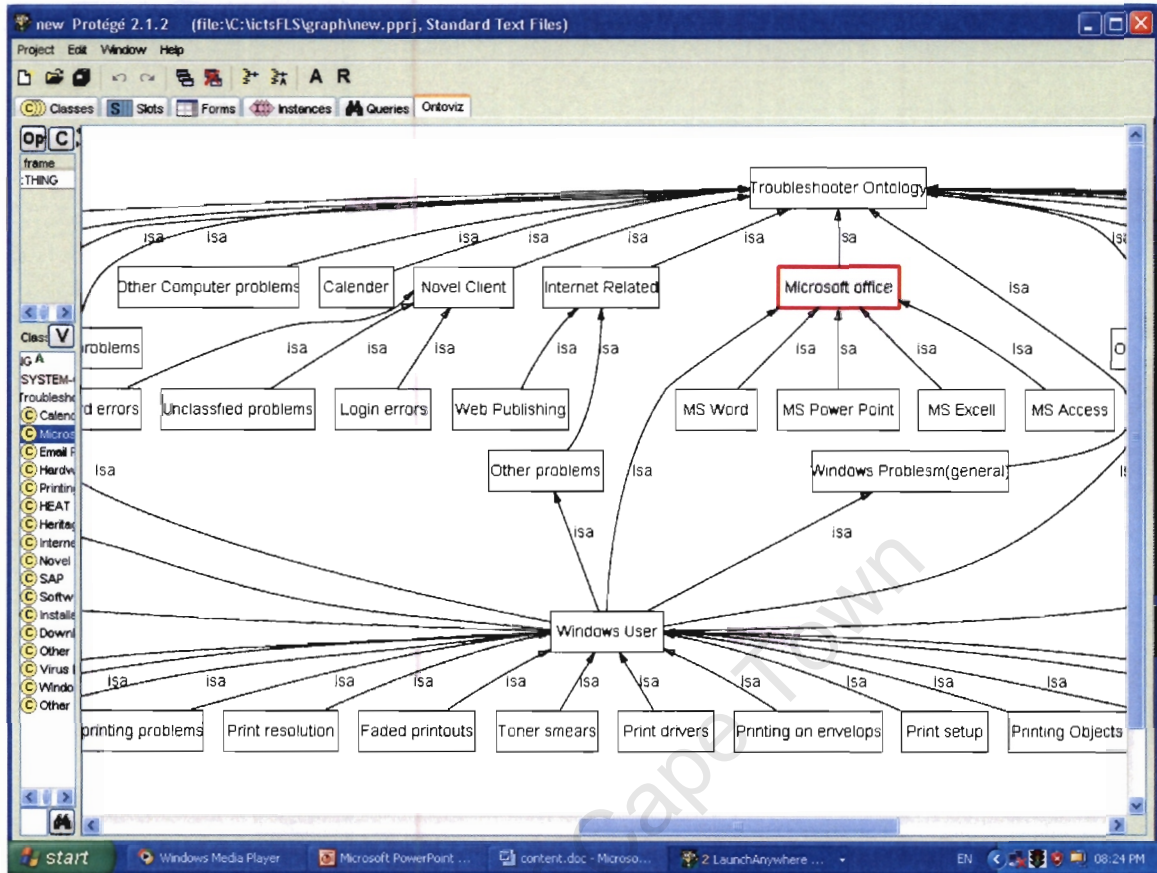 new Protégé 2.1.2 (file:\C:\ictsFLS\graph\new.pprj, Standard Text Files)
Project Edit Window Help
A R
C Classes S Slots Forms Instances Queries Ontoviz
Op C
frame
:THING
Troubleshooter Ontology
isa isa isa isa isa isa sa isa
Other Computer problems Calender Novel Client Internet Related Microsoft office
isa
Clas V
roblems isa isa isa isa isa isa sa isa Isa
IG A
SYSTEM-
Troublesh
d errors Unclassfied problems Login errors Web Publishing MS Word MS Power Point MS Excell MS Access
C Calend
C Micros
C Email F
C Hardw
C Printing
C HEAT
C Heritag
C Interne
C Novel
C SAP
C Softw
C Installe
C Downl
C Other
C Virus I
C Windo
C Other
Isa Other problems Isa Windows Problesm(general)
isa isa
Windows User
isa isa isa isa isa isa isa isa isa isa
printing problems Print resolution Faded printouts Toner smears Print drivers Printing on envelops Print setup Printing Objects
Cape Town
start Windows Media Player Microsoft PowerPoint ... content.doc - Microso... 2 LaunchAnywhere ... EN 08:24 PM